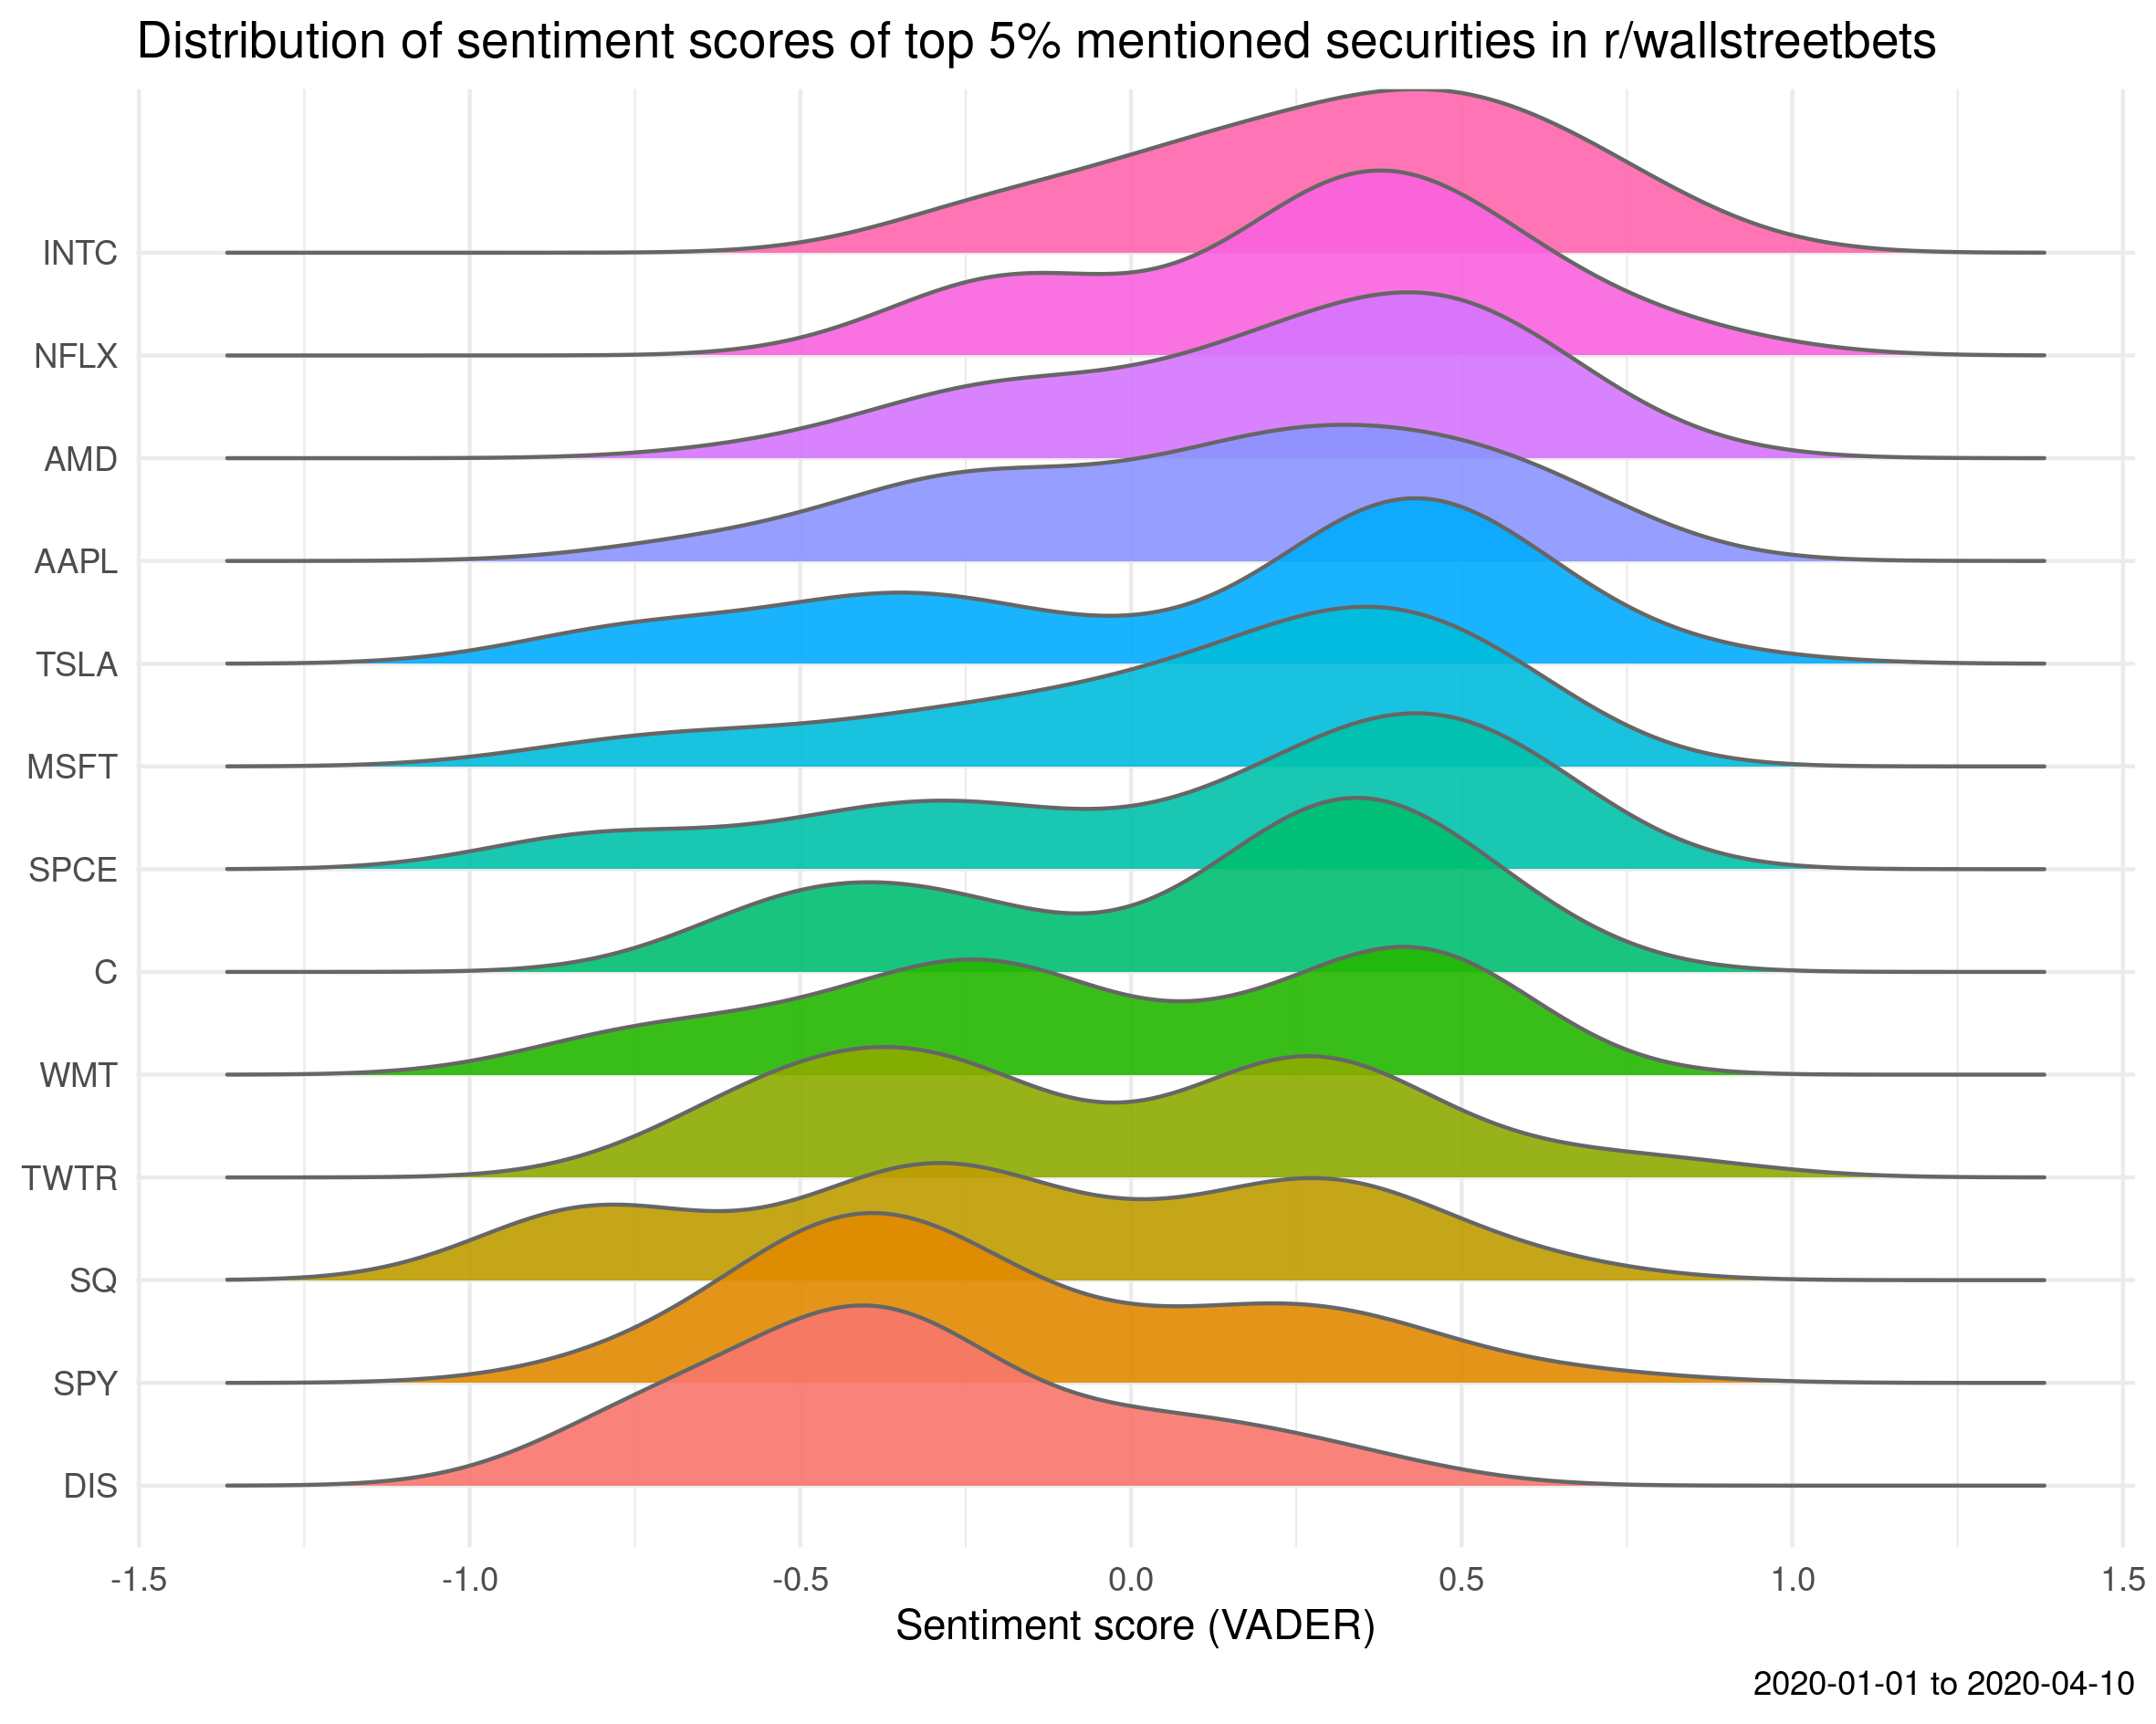 Distribution of sentiment scores of top 5% mentioned securities in r/wallstreetbets
INTC
NFLX
AMD
AAPL
TSLA
MSFT
SPCE
C
WMT
TWTR
SQ
SPY
DIS
-1.5 -1.0 -0.5 0.0 0.5 1.0 1.5
Sentiment score (VADER)
2020-01-01 to 2020-04-10